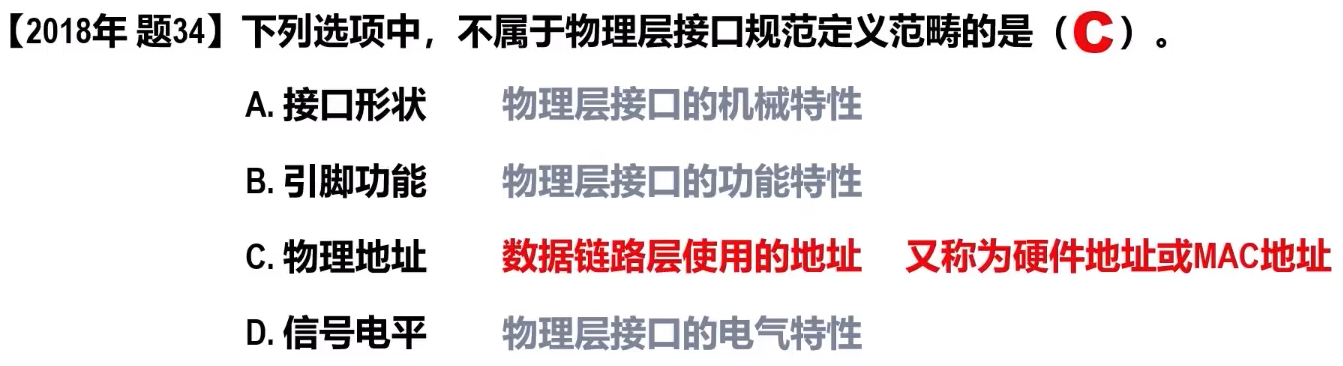 【2018年 题34】下列选项中，不属于物理层接口规范定义范畴的是（C）。
A. 接口形状 物理层接口的机械特性
B. 引脚功能 物理层接口的功能特性
C. 物理地址 数据链路层使用的地址 又称为硬件地址或MAC地址
D. 信号电平 物理层接口的电气特性